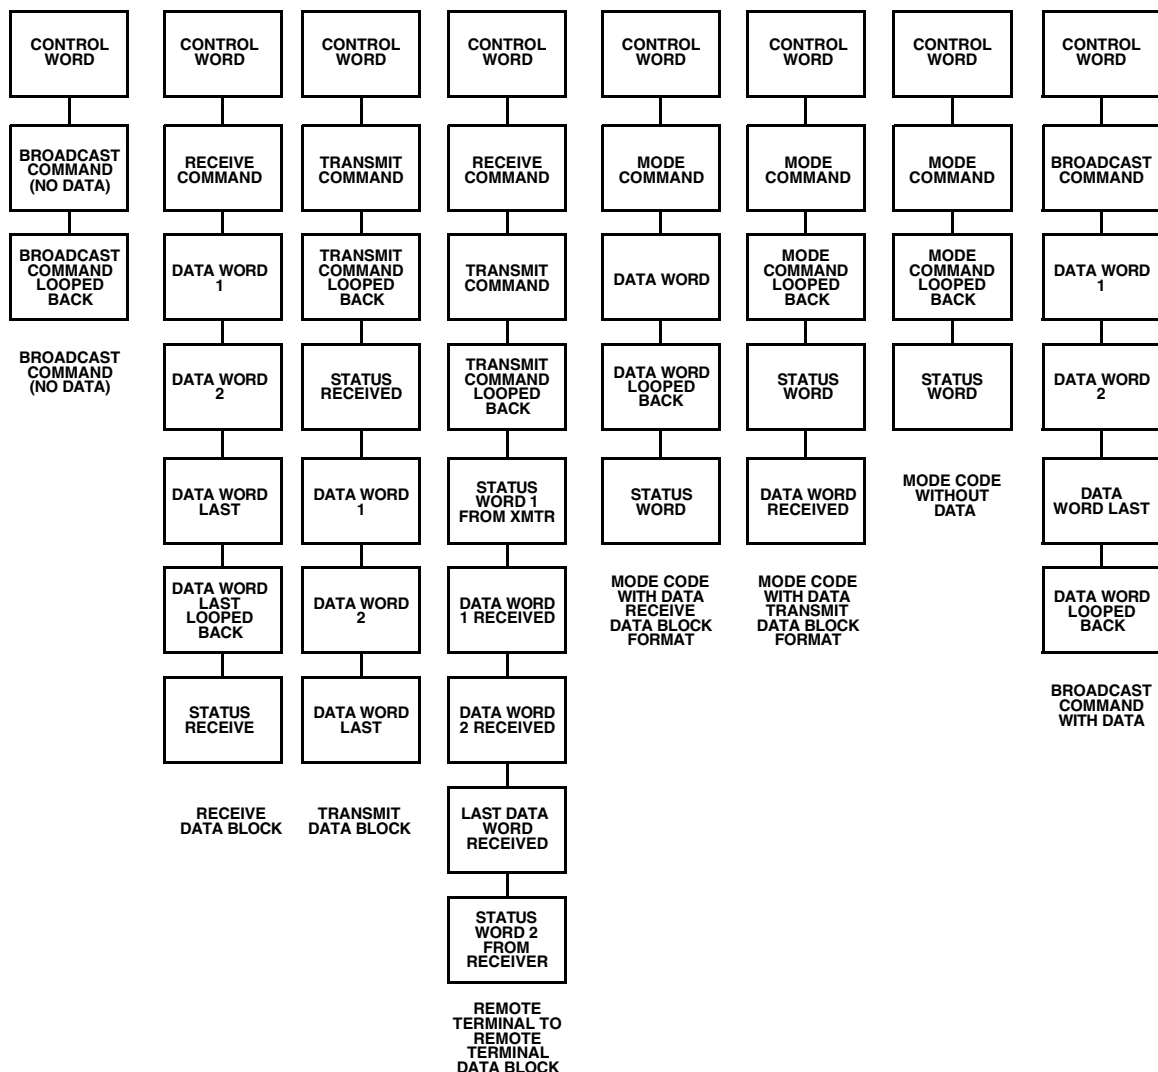 CONTROL
WORD
BROADCAST
COMMAND
(NO DATA)
BROADCAST
COMMAND
LOOPED
BACK
BROADCAST
COMMAND
(NO DATA)
CONTROL
WORD
RECEIVE
COMMAND
DATA WORD
1
DATA WORD
2
DATA WORD
LAST
DATA WORD
LAST
LOOPED
BACK
STATUS
RECEIVE
RECEIVE
DATA BLOCK
CONTROL
WORD
TRANSMIT
COMMAND
TRANSMIT
COMMAND
LOOPED
BACK
STATUS
RECEIVED
DATA WORD
1
DATA WORD
2
DATA WORD
LAST
TRANSMIT
DATA BLOCK
CONTROL
WORD
RECEIVE
COMMAND
TRANSMIT
COMMAND
TRANSMIT
COMMAND
LOOPED
BACK
STATUS
WORD 1
FROM XMTR
DATA WORD
1 RECEIVED
DATA WORD
2 RECEIVED
LAST DATA
WORD
RECEIVED
STATUS
WORD 2
FROM
RECEIVER
REMOTE
TERMINAL TO
REMOTE
TERMINAL
DATA BLOCK
CONTROL
WORD
MODE
COMMAND
DATA WORD
DATA WORD
LOOPED
BACK
STATUS
WORD
MODE CODE
WITH DATA
RECEIVE
DATA BLOCK
FORMAT
CONTROL
WORD
MODE
COMMAND
MODE
COMMAND
LOOPED
BACK
STATUS
WORD
DATA WORD
RECEIVED
MODE CODE
WITH DATA
TRANSMIT
DATA BLOCK
FORMAT
CONTROL
WORD
MODE
COMMAND
MODE
COMMAND
LOOPED
BACK
STATUS
WORD
MODE CODE
WITHOUT
DATA
CONTROL
WORD
BROADCAST
COMMAND
DATA WORD
1
DATA WORD
2
DATA
WORD LAST
DATA WORD
LOOPED
BACK
BROADCAST
COMMAND
WITH DATA